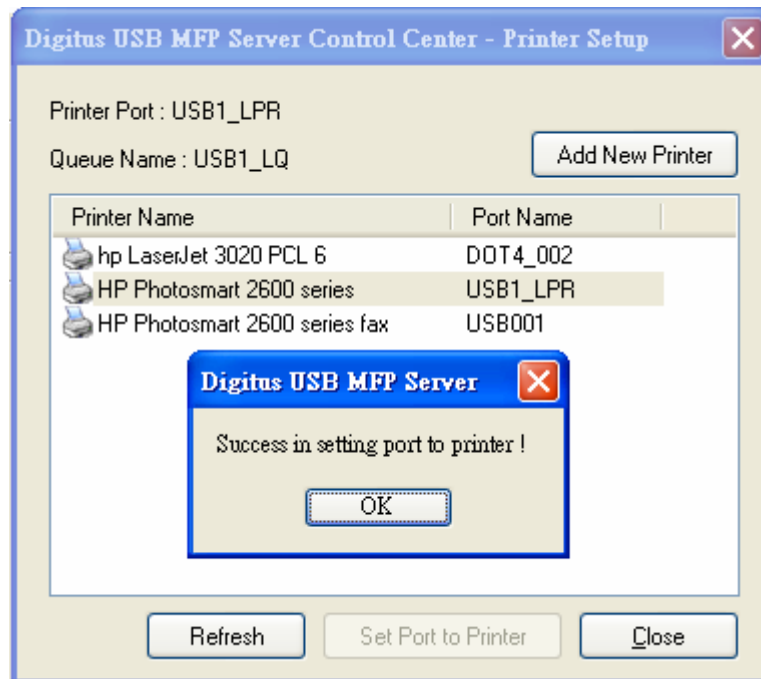 Digitus USB MFP Server Control Center - Printer Setup
Printer Port : USB1_LPR
Queue Name : USB1_LQ
Add New Printer
Printer Name Port Name
hp LaserJet 3020 PCL 6 DOT4_002
HP Photosmart 2600 series USB1_LPR
HP Photosmart 2600 series fax USB001
Digitus USB MFP Server
Success in setting port to printer !
OK
Refresh Set Port to Printer Close